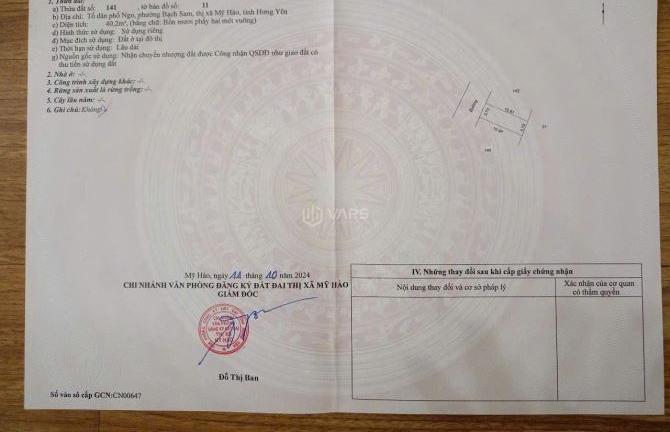 1. Thửa đất:
a) Thửa đất số: 141 , tờ bản đồ số: 11
b) Địa chỉ: Tổ dân phố Ngo, phường Bạch Sam, thị xã Mỹ Hào, tỉnh Hưng Yên
c) Diện tích: 40,2m², (bằng chữ: Bốn mươi phẩy hai mét vuông)
d) Hình thức sử dụng: Sử dụng riêng
đ) Mục đích sử dụng: Đất ở tại đô thị
e) Thời hạn sử dụng: Lâu dài
g) Nguồn gốc sử dụng: Nhận chuyển nhượng đất được Công nhận QSDĐ như giao đất có
thu tiền sử dụng đất
2. Nhà ở: -/-
3. Công trình xây dựng khác: -/-
4. Rừng sản xuất là rừng trồng: -/-
5. Cây lâu năm: -/-
6. Ghi chú: Không
Đường
VARS
Mỹ Hào, ngày 11 tháng 10 năm 2024
CHI NHÁNH VĂN PHÒNG ĐĂNG KÝ ĐẤT ĐAI THỊ XÃ MỸ HÀO
GIÁM ĐỐC
Đỗ Thị Ban
Số vào sổ cấp GCN:CN00647
IV. Những thay đổi sau khi cấp giấy chứng nhận
Nội dung thay đổi và cơ sở pháp lý
Xác nhận của cơ quan
có thẩm quyền